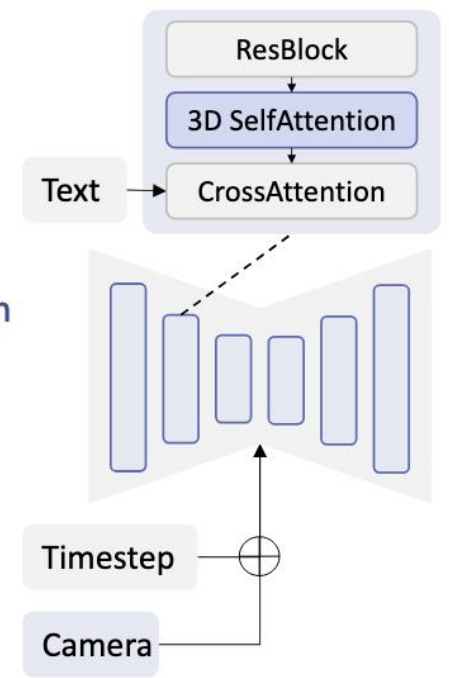 ResBlock
3D SelfAttention
Text
CrossAttention
n
Timestep
Camera